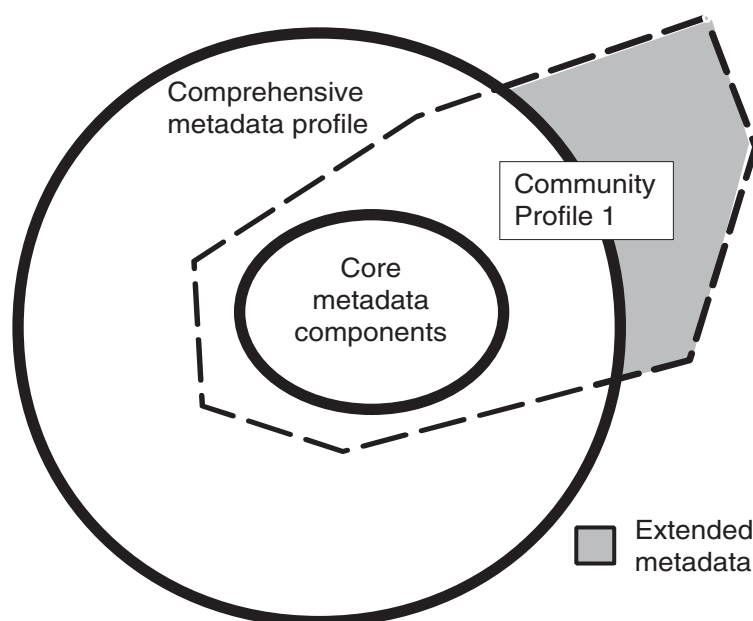 Comprehensive
metadata profile
Community
Profile 1
Core
metadata
components
Extended
metadata